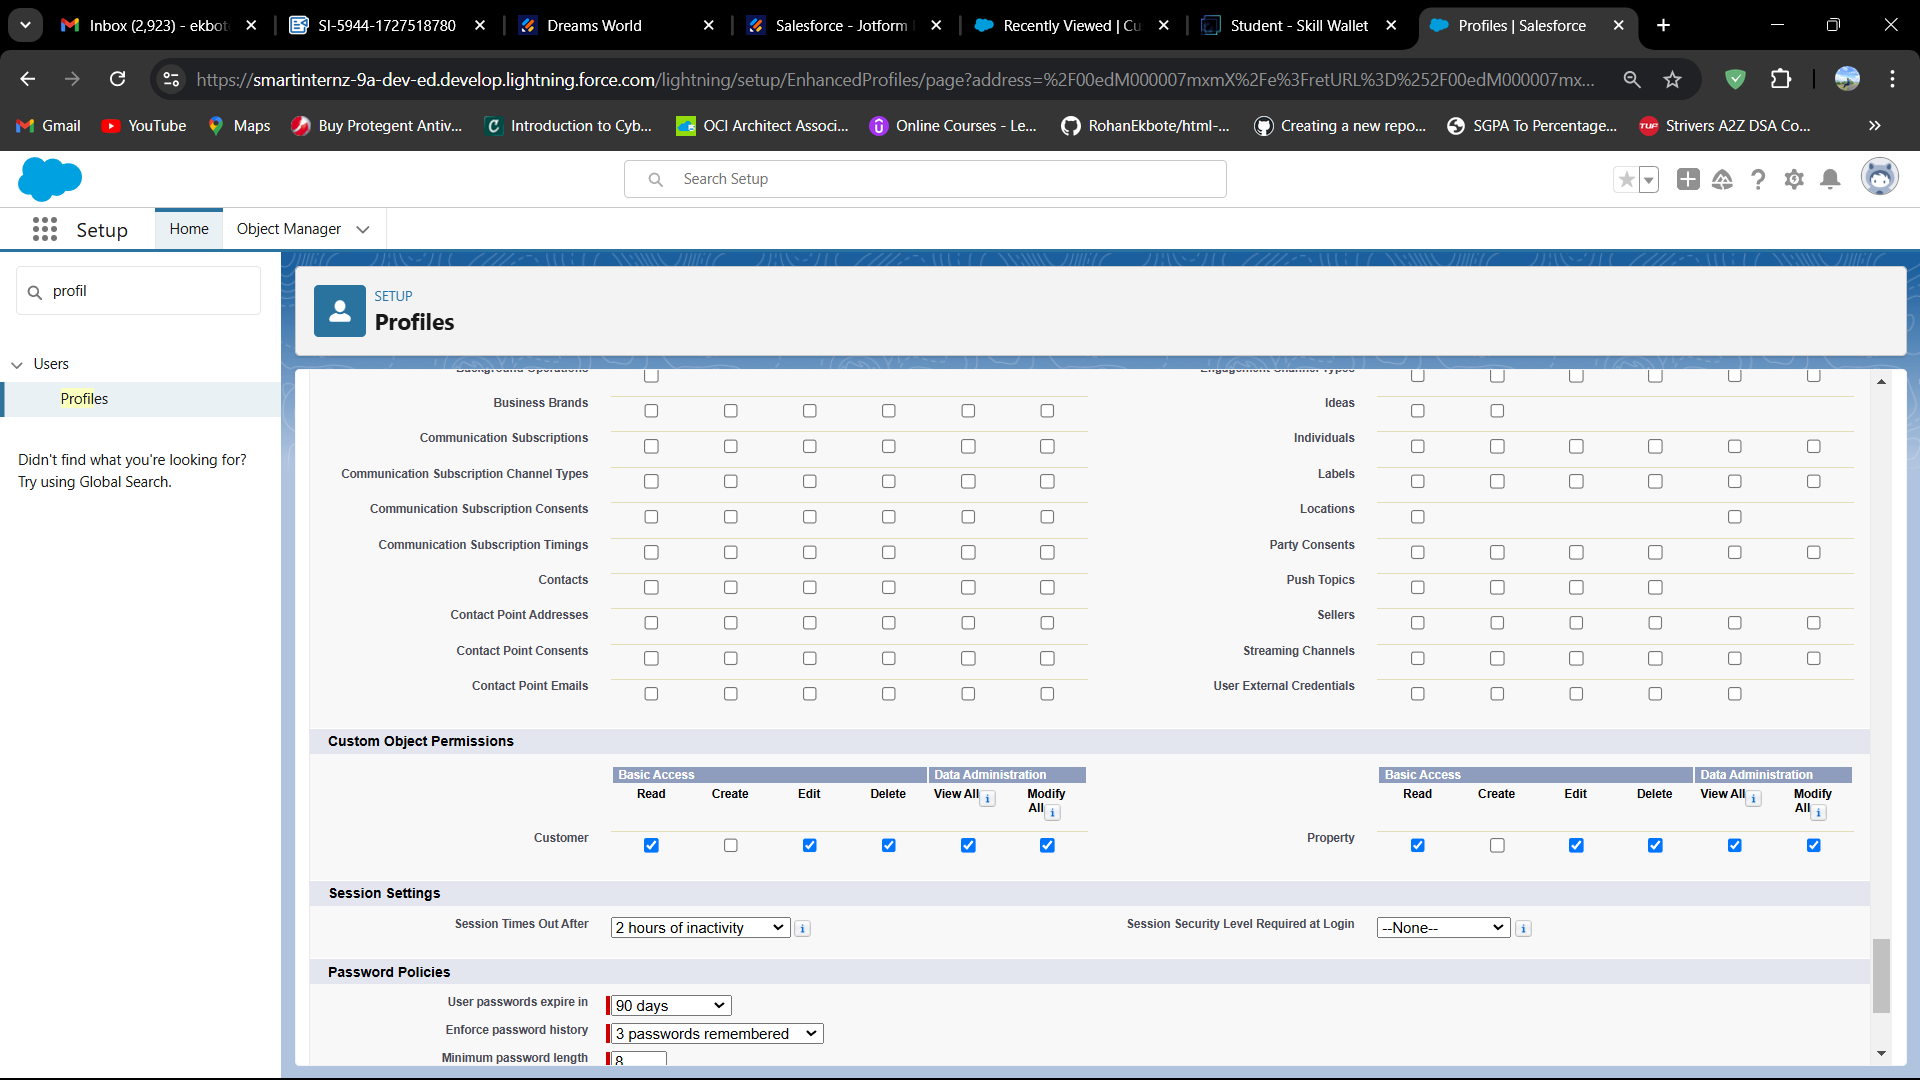 Inbox (2,923) - ekbot
SI-5944-1727518780
Dreams World
Salesforce - Jotform
Recently Viewed | Cu
Student - Skill Wallet
Profiles | Salesforce
https://smartinternz-9a-dev-ed.develop.lightning.force.com/lightning/setup/EnhancedProfiles/page?address=%2F00edM000007mxmX%2Fe%3FretURL%3D%252F00edM000007mx...
Gmail
YouTube
Maps
Buy Protegent Antiv...
Introduction to Cyb...
OCI Architect Associ...
Online Courses - Le...
RohanEkbote/html-...
Creating a new repo...
SGPA To Percentage...
TUF
Strivers A2Z DSA Co...
Search Setup
Setup
Home
Object Manager
profil
Users
Profiles
Didn't find what you're looking for?
Try using Global Search.
SETUP
Profiles
Background Operations
Engagement Channel Types
Business Brands
Ideas
Communication Subscriptions
Individuals
Communication Subscription Channel Types
Labels
Communication Subscription Consents
Locations
Communication Subscription Timings
Party Consents
Contacts
Push Topics
Contact Point Addresses
Sellers
Contact Point Consents
Streaming Channels
Contact Point Emails
User External Credentials
Custom Object Permissions
Basic Access
Data Administration
Basic Access
Data Administration
Read
Create
Edit
Delete
View All
Modify
All
Read
Create
Edit
Delete
View All
Modify
All
Customer
Property
Session Settings
Session Times Out After
2 hours of inactivity
Session Security Level Required at Login
--None--
Password Policies
User passwords expire in
90 days
Enforce password history
3 passwords remembered
Minimum password length
8